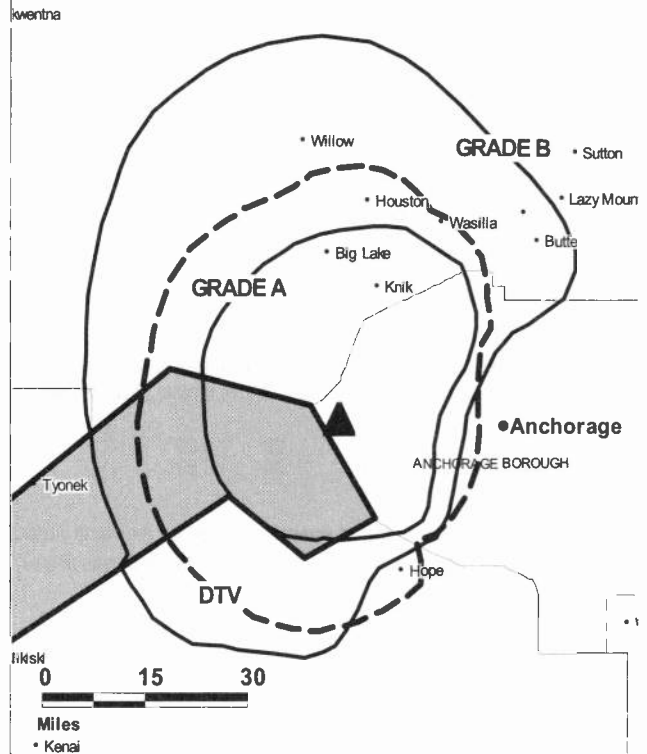 kwentna
Willow
GRADE B
Sutton
Houston
Lazy Moun
Wasilla
Butte
Big Lake
GRADE A
Knik
Anchorage
ANCHORAGE BOROUGH
Tyonek
Hope
DTV
ikiski
0 15 30
Miles
Kenai